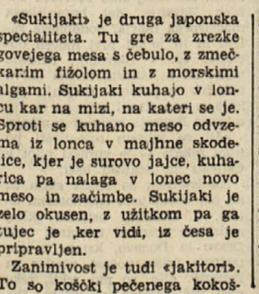 «Sukijaki» je druga japonska
specialiteta. Tu gre za zrezke
govejega mesa s čebulo, z zmeč-
kanim fižolom in z morskimi
algami. Sukijaki kuhajo v lon-
cu kar na mizi, na kateri se je.
Sproti se kuhano meso odvze-
ma iz lonca v majhne skode-
lice, kjer je surovo jajce, kuha-
rica pa nalaga v lonec novo
meso in začimbe. Sukijaki je
zelo okusen, z užitkom pa ga
tujec je ,ker vidi, iz česa je
pripravljen.
Zanimivost je tudi «jakitori».
To so koščki pečenega kokoš-